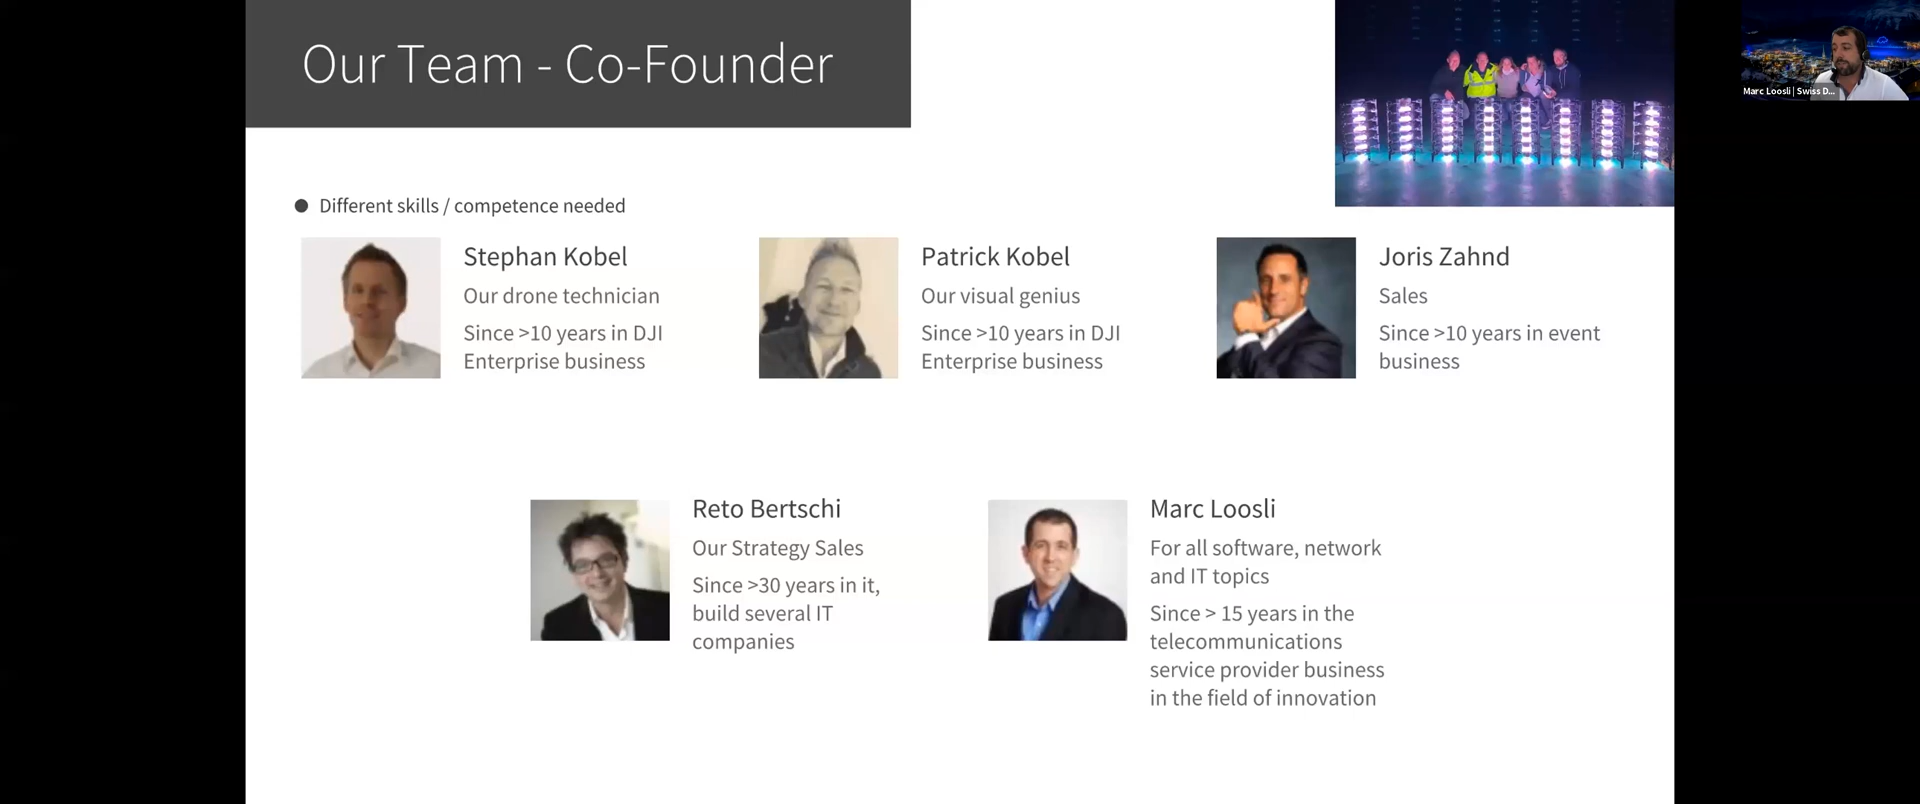 Our Team - Co-Founder
Marc Loosli | Swiss D...
Different skills / competence needed
Stephan Kobel
Our drone technician
Since >10 years in DJI
Enterprise business
Patrick Kobel
Our visual genius
Since >10 years in DJI
Enterprise business
Joris Zahnd
Sales
Since >10 years in event
business
Reto Bertschi
Our Strategy Sales
Since >30 years in it,
build several IT
companies
Marc Loosli
For all software, network
and IT topics
Since > 15 years in the
telecommunications
service provider business
in the field of innovation